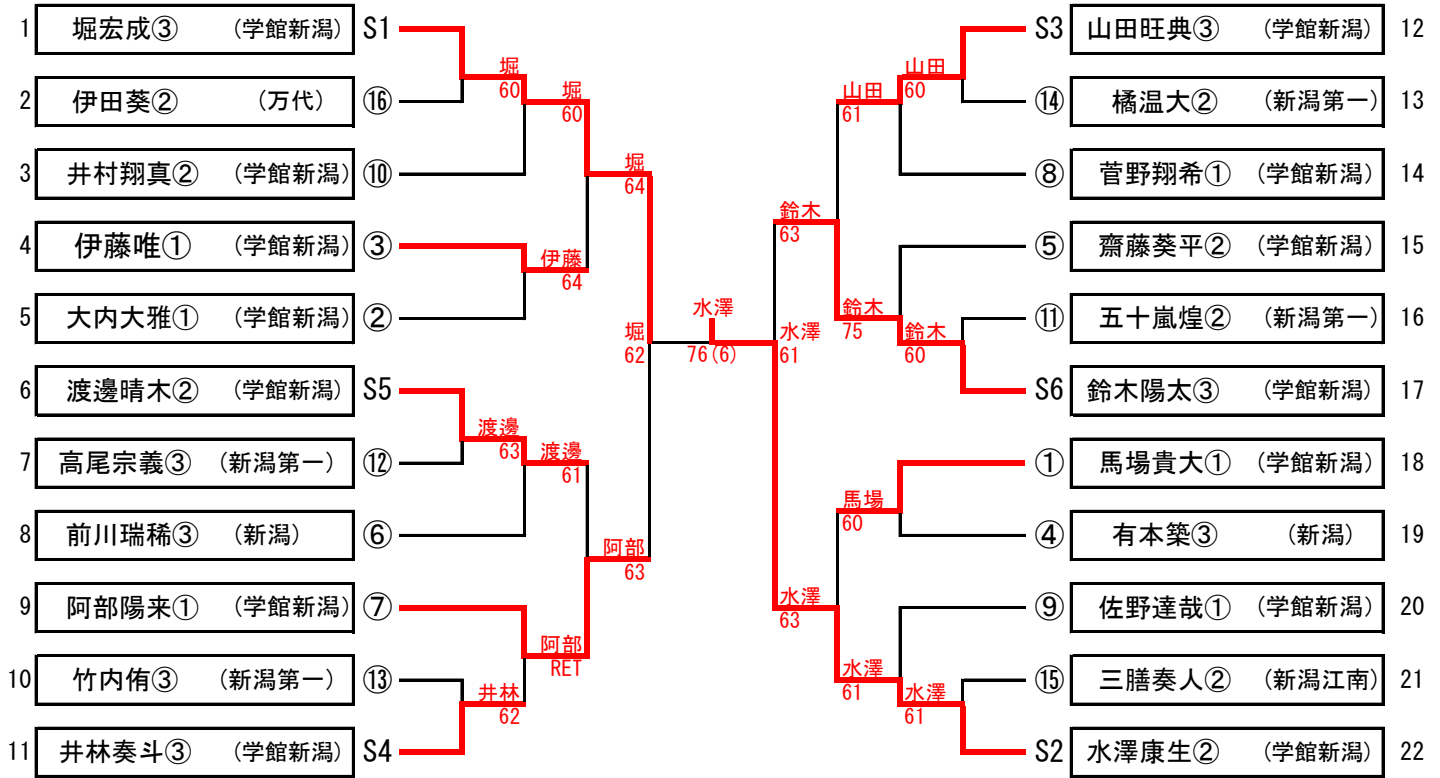 1 堀宏成③ (学館新潟) S1
2 伊田葵② (万代) ⑯
3 井村翔真② (学館新潟) ⑩
4 伊藤唯① (学館新潟) ③
5 大内大雅① (学館新潟) ②
6 渡邊晴木② (学館新潟) S5
7 高尾宗義③ (新潟第一) ⑫
8 前川瑞稀③ (新潟) ⑥
9 阿部陽来① (学館新潟) ⑦
10 竹内侑③ (新潟第一) ⑬
11 井林奏斗③ (学館新潟) S4
堀
60
堀
60
堀
64
伊藤
64
堀
62
渡邊
63
渡邊
61
阿部
63
阿部
RET
井林
62
水澤
76(6)
水澤
61
鈴木
63
山田
61
山田
60
鈴木
75
鈴木
60
馬場
60
水澤
63
水澤
61
水澤
61
S3 山田旺典③ (学館新潟) 12
⑭ 橘温大② (新潟第一) 13
⑧ 菅野翔希① (学館新潟) 14
⑤ 齋藤葵平② (学館新潟) 15
⑪ 五十嵐煌② (新潟第一) 16
S6 鈴木陽太③ (学館新潟) 17
① 馬場貴大① (学館新潟) 18
④ 有本築③ (新潟) 19
⑨ 佐野達哉① (学館新潟) 20
⑮ 三膳奏人② (新潟江南) 21
S2 水澤康生② (学館新潟) 22